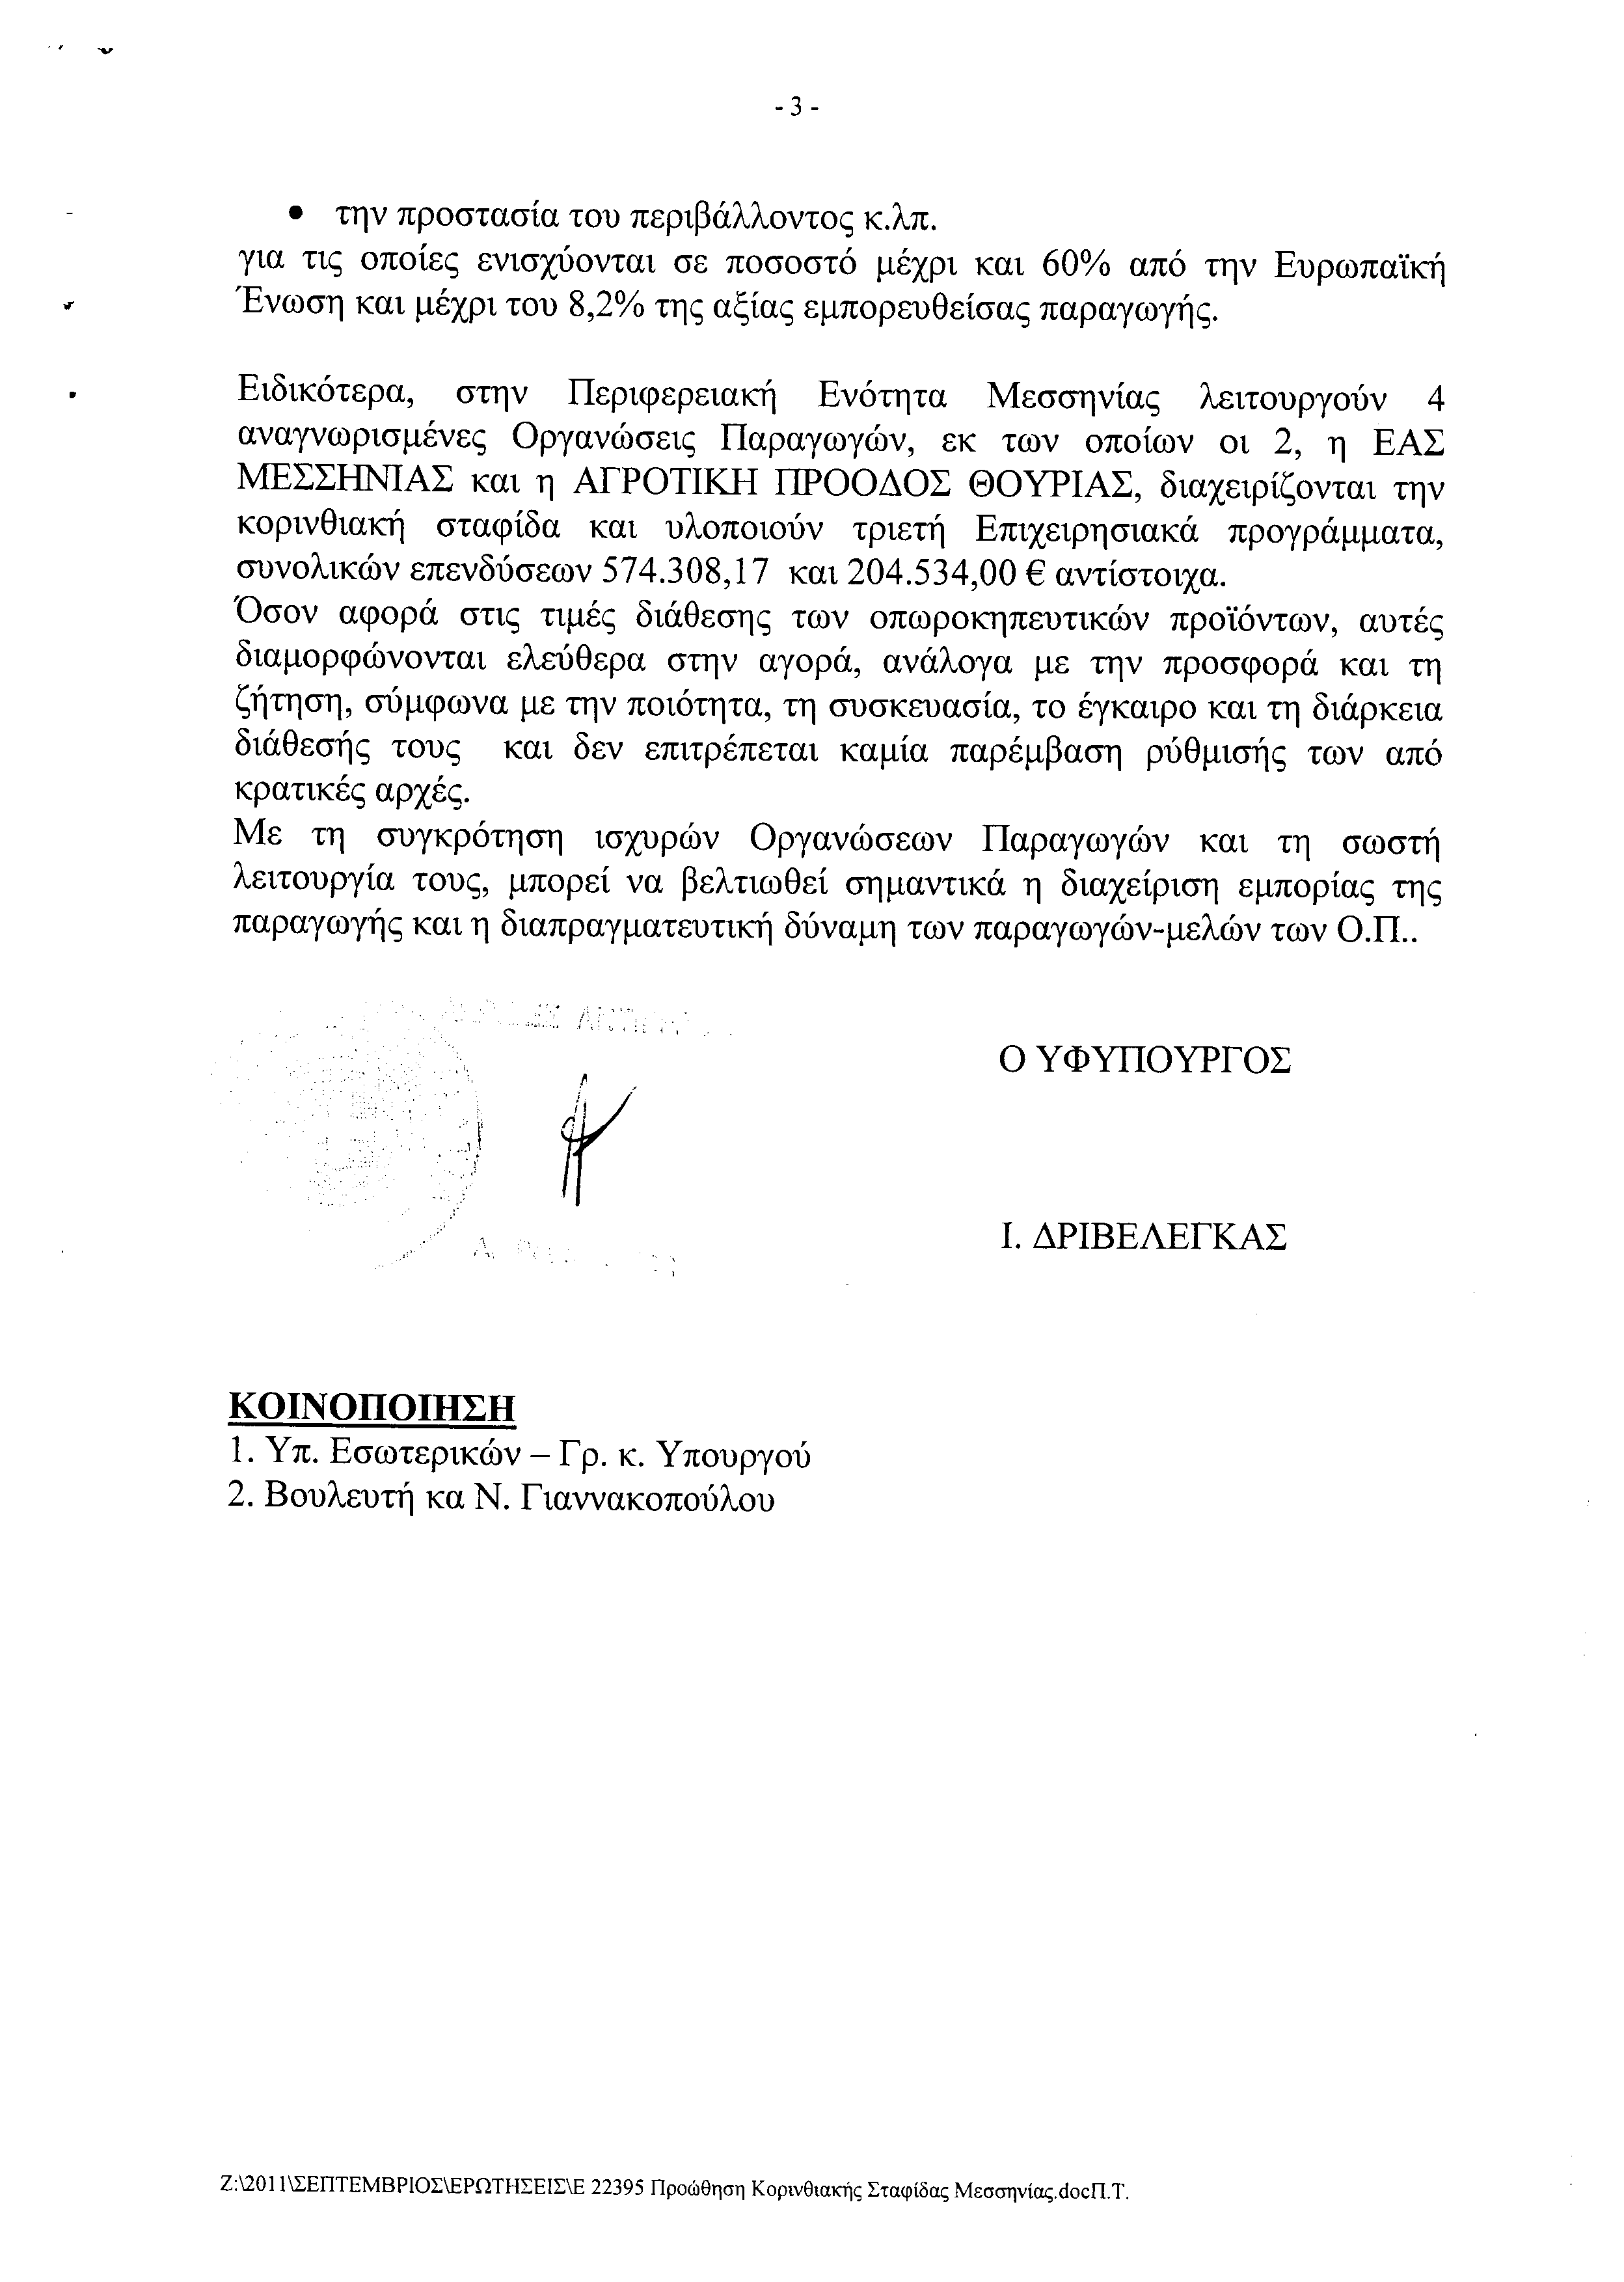 - 3 -
• την προστασία του περιβάλλοντος κ.λπ.
για τις οποίες ενισχύονται σε ποσοστό μέχρι και 60% από την Ευρωπαϊκή
Ένωση και μέχρι του 8,2% της αξίας εμπορευθείσας παραγωγής.
Ειδικότερα, στην Περιφερειακή Ενότητα Μεσσηνίας λειτουργούν 4
αναγνωρισμένες Οργανώσεις Παραγωγών, εκ των οποίων οι 2, η ΕΑΣ
ΜΕΣΣΗΝΙΑΣ και η ΑΓΡΟΤΙΚΗ ΠΡΟΟΔΟΣ ΘΟΥΡΙΑΣ, διαχειρίζονται την
κορινθιακή σταφίδα και υλοποιούν τριετή Επιχειρησιακά προγράμματα,
συνολικών επενδύσεων 574.308,17 και 204.534,00 € αντίστοιχα.
Όσον αφορά στις τιμές διάθεσης των οπωροκηπευτικών προϊόντων, αυτές
διαμορφώνονται ελεύθερα στην αγορά, ανάλογα με την προσφορά και τη
ζήτηση, σύμφωνα με την ποιότητα, τη συσκευασία, το έγκαιρο και τη διάρκεια
διάθεσής τους και δεν επιτρέπεται καμία παρέμβαση ρύθμισής των από
κρατικές αρχές.
Με τη συγκρότηση ισχυρών Οργανώσεων Παραγωγών και τη σωστή
λειτουργία τους, μπορεί να βελτιωθεί σημαντικά η διαχείριση εμπορίας της
παραγωγής και η διαπραγματευτική δύναμη των παραγωγών-μελών των Ο.Π..
Ο ΥΦΥΠΟΥΡΓΟΣ
Ι. ΔΡΙΒΕΛΕΓΚΑΣ
ΚΟΙΝΟΠΟΙΗΣΗ
1. Υπ. Εσωτερικών – Γρ. κ. Υπουργού
2. Βουλευτή κα Ν. Γιαννακοπούλου
Z:\2011\ΣΕΠΤΕΜΒΡΙΟΣ\ΕΡΩΤΗΣΕΙΣ\Ε 22395 Προώθηση Κορινθιακής Σταφίδας Μεσσηνίας.docΠ.Τ.